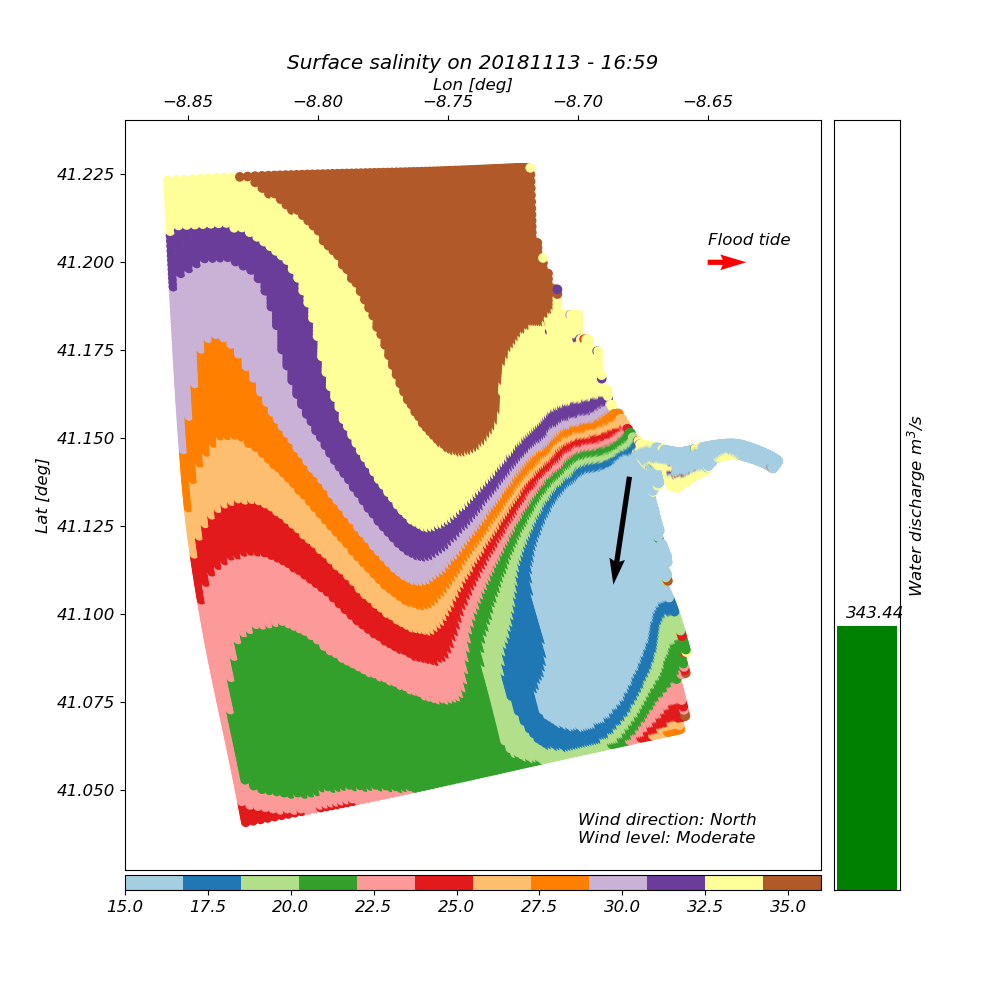 Surface salinity on 20181113 - 16:59
Lon [deg]
−8.85 −8.80 −8.75 −8.70 −8.65
41.225
41.200
41.175
41.150
41.125
41.100
41.075
41.050
Lat [deg]
Flood tide
Wind direction: North
Wind level: Moderate
343.44
Water discharge m³/s
15.0 17.5 20.0 22.5 25.0 27.5 30.0 32.5 35.0